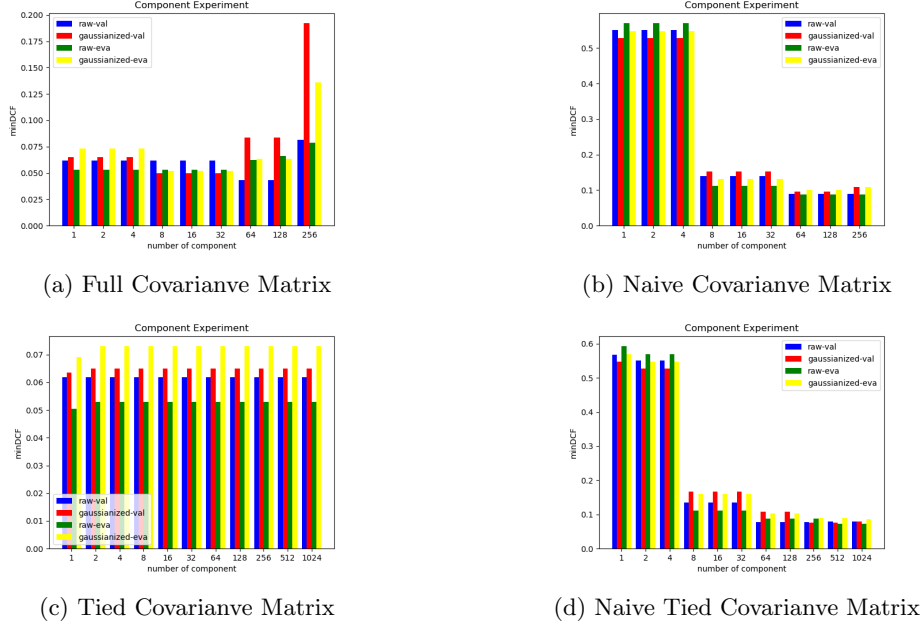 Component Experiment
0.200
0.175
0.150
0.125
0.100
0.075
0.050
0.025
0.000
minDCF
raw-val
gaussianized-val
raw-eva
gaussianized-eva
1 2 4 8 16 32 64 128 256
number of component
(a) Full Covarianve Matrix
Component Experiment
0.5
0.4
0.3
0.2
0.1
0.0
minDCF
raw-val
gaussianized-val
raw-eva
gaussianized-eva
1 2 4 8 16 32 64 128 256
number of component
(b) Naive Covarianve Matrix
Component Experiment
0.07
0.06
0.05
0.04
0.03
0.02
0.01
0.00
minDCF
raw-val
gaussianized-val
raw-eva
gaussianized-eva
1 2 4 8 16 32 64 128 256 512 1024
number of component
(c) Tied Covarianve Matrix
Component Experiment
0.6
0.5
0.4
0.3
0.2
0.1
0.0
minDCF
raw-val
gaussianized-val
raw-eva
gaussianized-eva
1 2 4 8 16 32 64 128 256 512 1024
number of component
(d) Naive Tied Covarianve Matrix